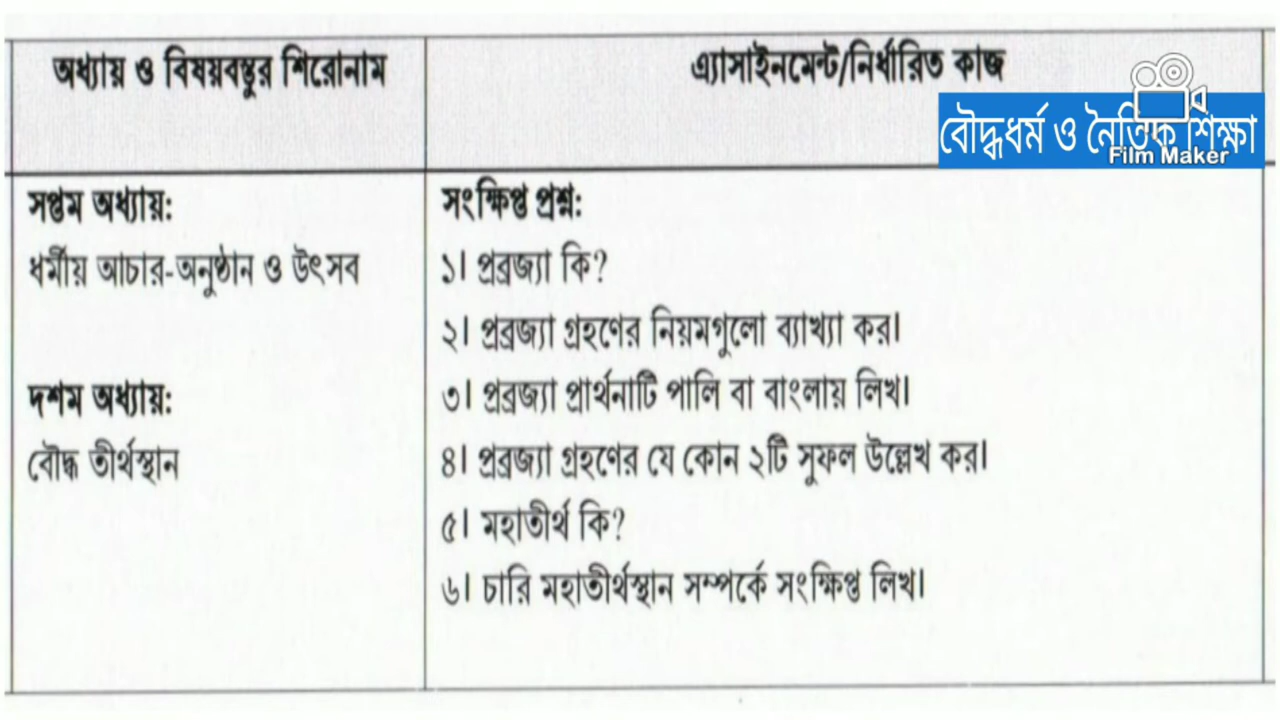 অধ্যায় ও বিষয়বস্তুর শিরোনাম
এ্যাসাইনমেন্ট/নির্ধারিত কাজ
বৌদ্ধধর্ম ও নৈতিক শিক্ষা
Film Maker
সপ্তম অধ্যায়:
ধর্মীয় আচার-অনুষ্ঠান ও উৎসব
দশম অধ্যায়:
বৌদ্ধ তীর্থস্থান
সংক্ষিপ্ত প্রশ্ন:
১। প্রব্রজ্যা কি?
২। প্রব্রজ্যা গ্রহণের নিয়মগুলো ব্যাখ্যা কর।
৩। প্রব্রজ্যা প্রার্থনাটি পালি বা বাংলায় লিখ।
৪। প্রব্রজ্যা গ্রহণের যে কোন ২টি সুফল উল্লেখ কর।
৫। মহাতীর্থ কি?
৬। চারি মহাতীর্থস্থান সম্পর্কে সংক্ষিপ্ত লিখ।